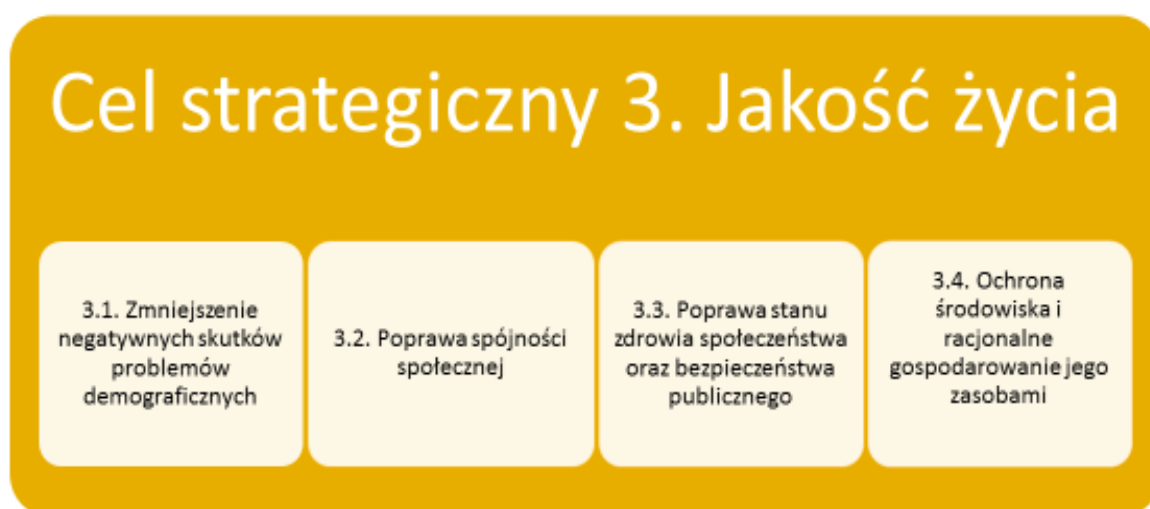 Cel strategiczny 3. Jakość życia
3.1. Zmniejszenie
negatywnych skutków
problemów
demograficznych
3.2. Poprawa spójności
społecznej
3.3. Poprawa stanu
zdrowia społeczeństwa
oraz bezpieczeństwa
publicznego
3.4. Ochrona
środowiska i
racjonalne
gospodarowanie jego
zasobami